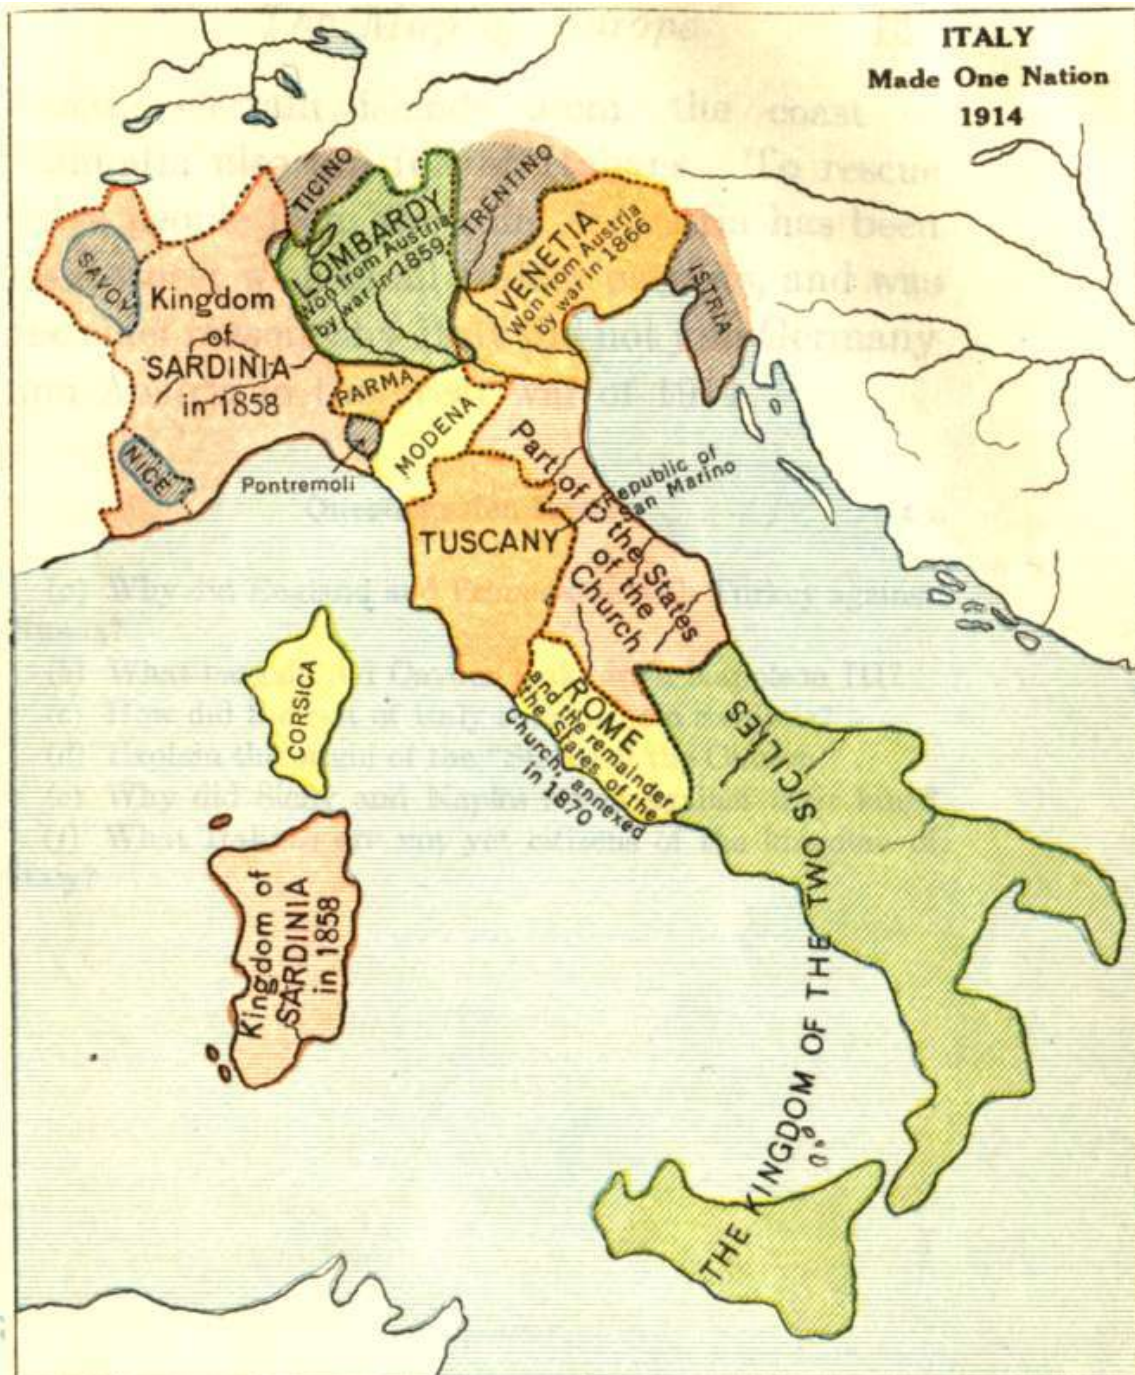 ITALY
Made One Nation
1914
TICINO
LOMBARDY
Won from Austria
by war in 1859
TRENTINO
VENETIA
Won from Austria
by war in 1866
ISTRIA
SAVOY
Kingdom
of
SARDINIA
in 1858
PARMA
MODENA
NICE
Pontremoli
Part of the States
of the
Church
Republic of
San Marino
TUSCANY
CORSICA
ROME
and the remainder
of the States of the
Church, annexed
in 1870
Kingdom of
SARDINIA
in 1858
THE KINGDOM OF THE TWO SICILIES